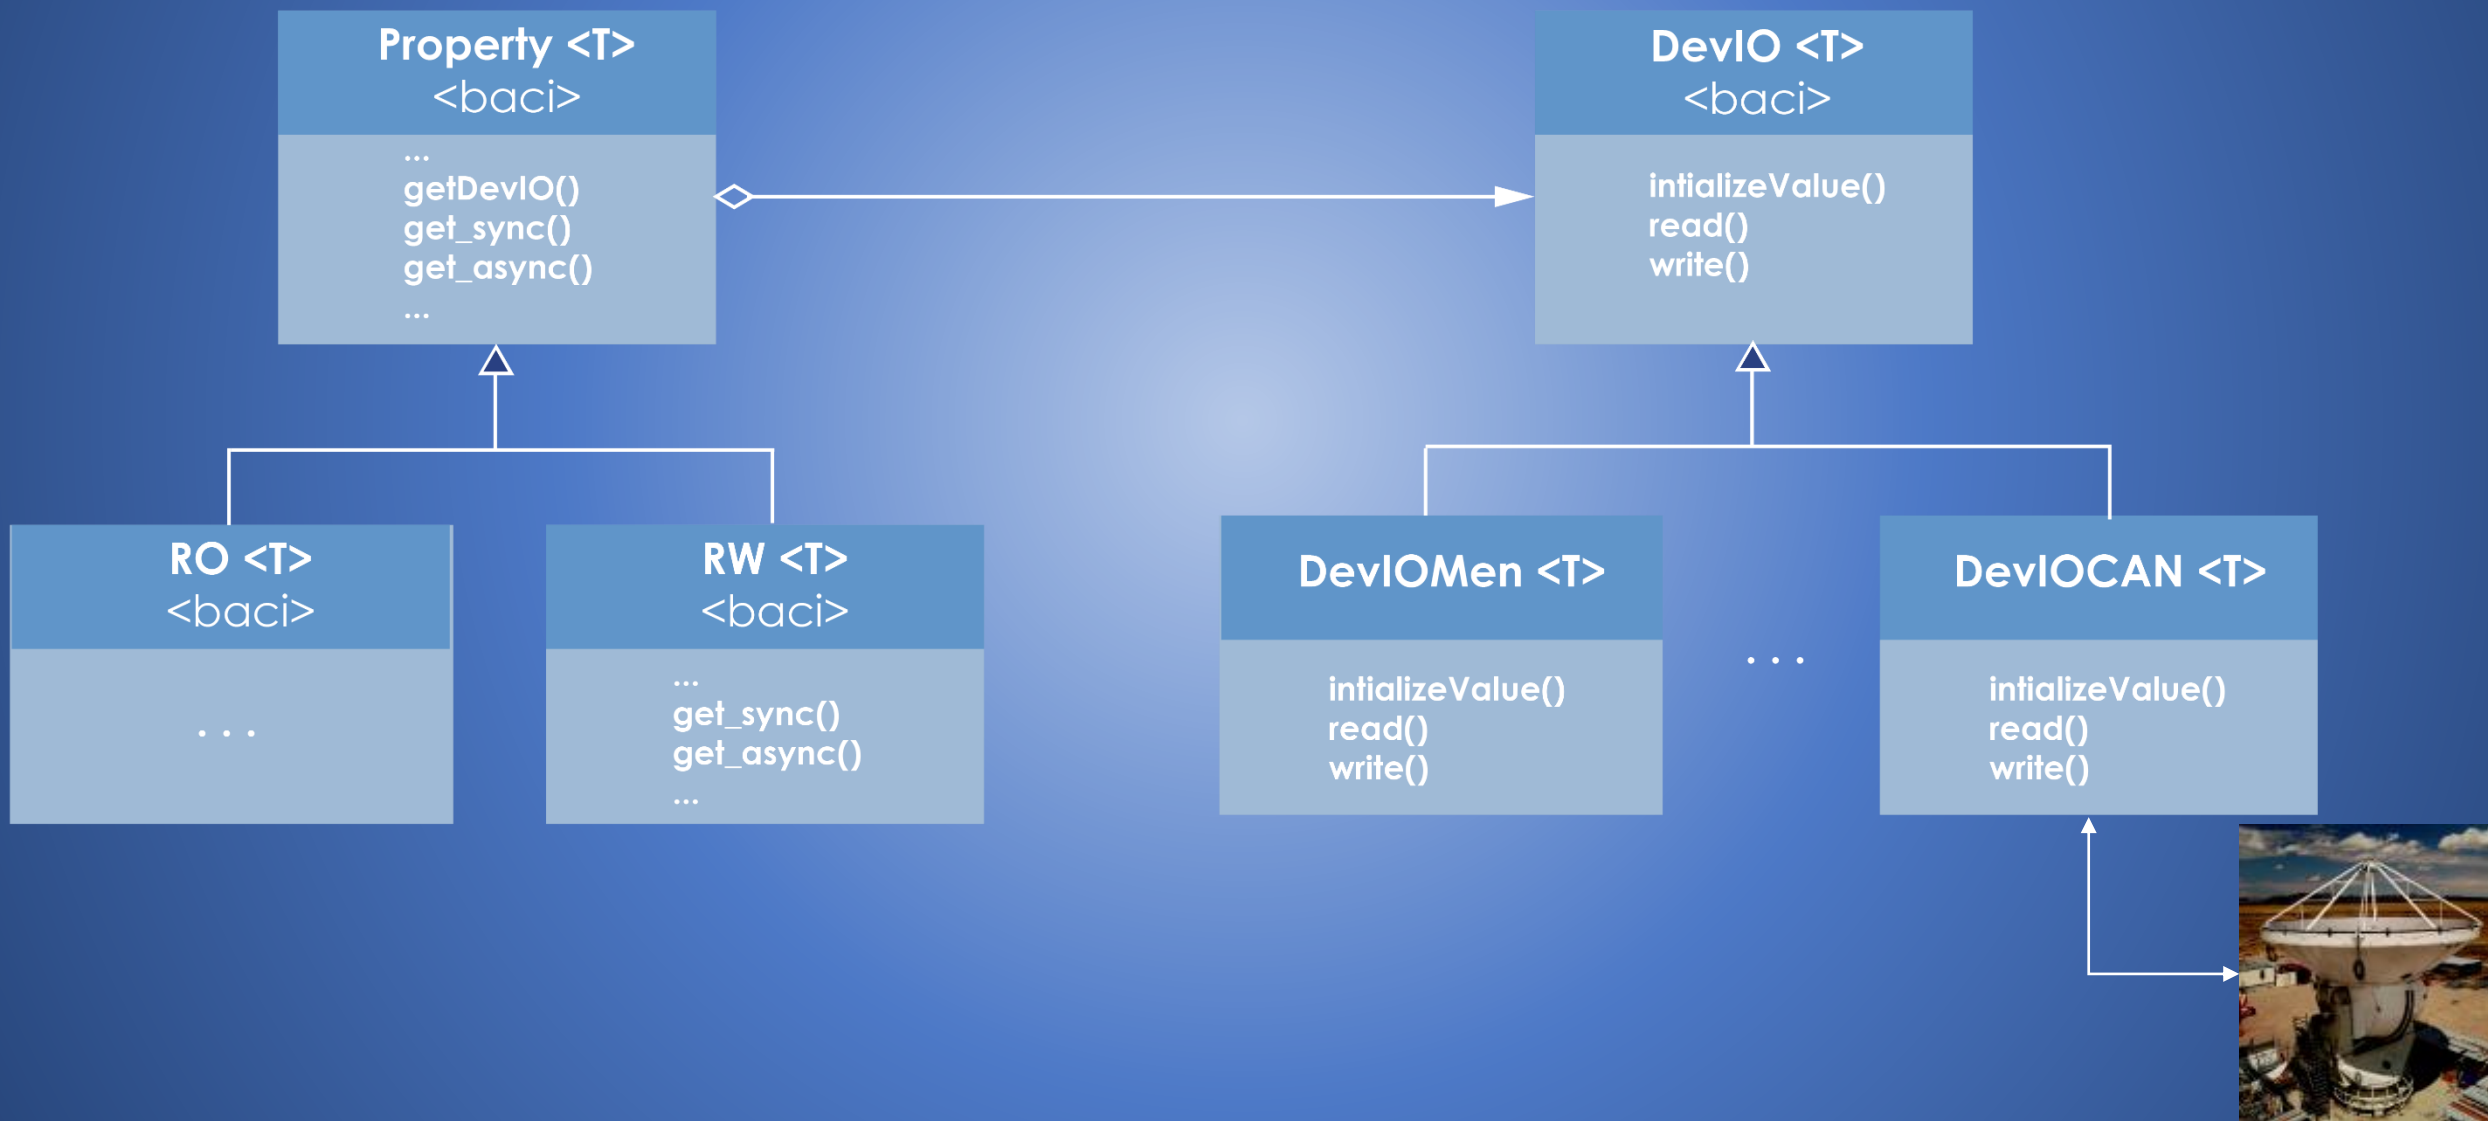 Property <T>
<baci>
...
getDevIO()
get_sync()
get_async()
...
DevIO <T>
<baci>
intializeValue()
read()
write()
RO <T>
<baci>
...
RW <T>
<baci>
...
get_sync()
get_async()
...
DevIOMen <T>
intializeValue()
read()
write()
...
DevIOCAN <T>
intializeValue()
read()
write()